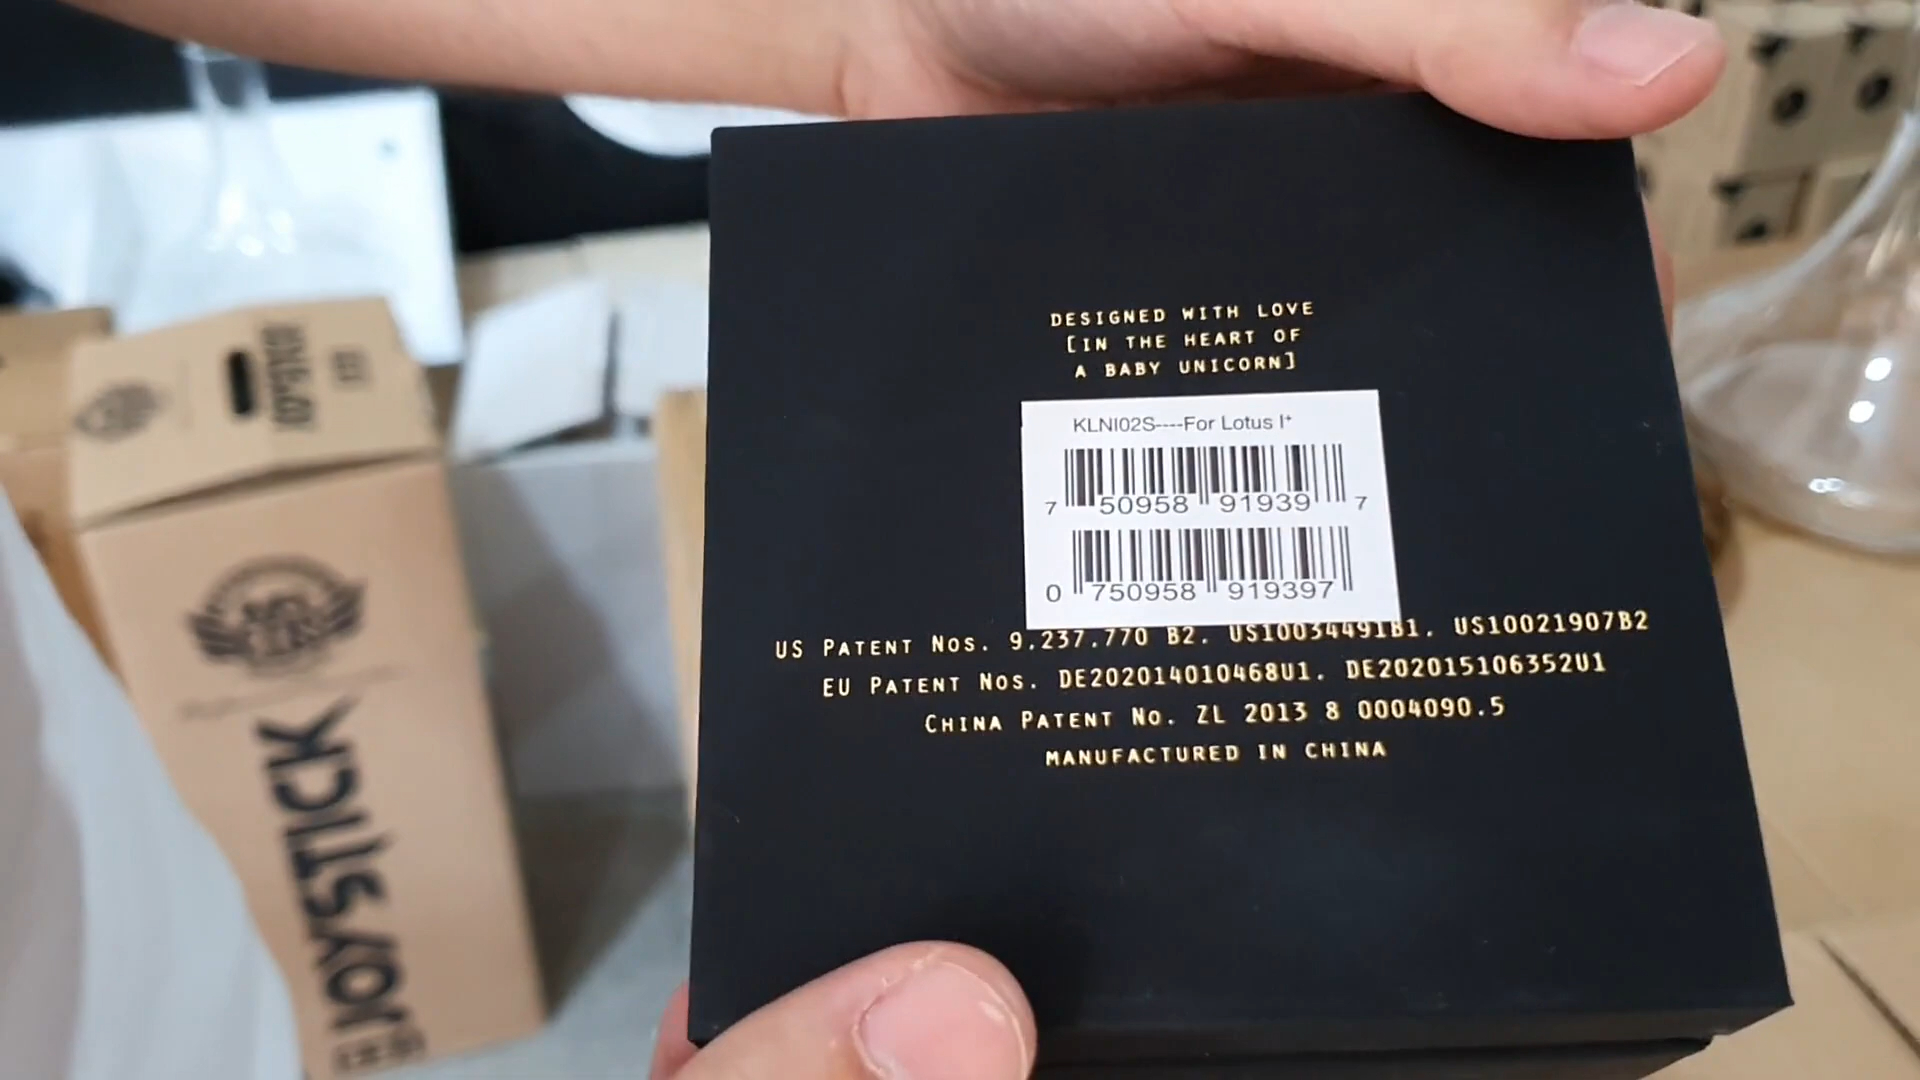 DESIGNED WITH LOVE
[IN THE HEART OF
A BABY UNICORN]
KLNI02S----For Lotus I⁺
7 50958 91939 7
0 750958 919397
US PATENT NOS. 9.237.770 B2. US10034491B1. US10021907B2
EU PATENT NOS. DE202014010468U1. DE202015106352U1
CHINA PATENT NO. ZL 2013 8 0004090.5
MANUFACTURED IN CHINA
JOYSTICK